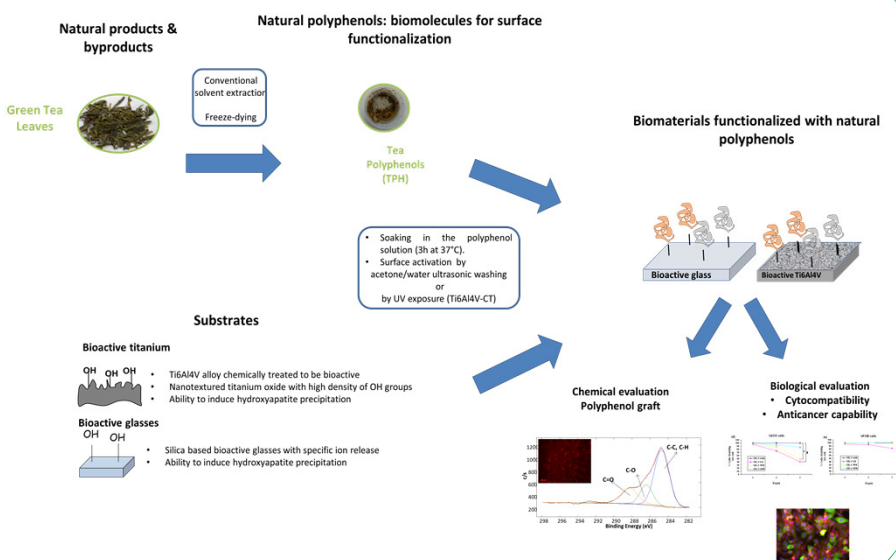 Natural products &
byproducts
Natural polyphenols: biomolecules for surface
functionalization
Green Tea
Leaves
Conventional
solvent extraction
Freeze-dying
Tea
Polyphenols
(TPH)
Biomaterials functionalized with natural
polyphenols
• Soaking in the polyphenol
solution (3h at 37°C).
• Surface activation by
acetone/water ultrasonic washing
or
by UV exposure (Ti6Al4V-CT)
Bioactive glass
Bioactive Ti6Al4V
Substrates
Bioactive titanium
OH OH OH
• Ti6Al4V alloy chemically treated to be bioactive
• Nanotextured titanium oxide with high density of OH groups
• Ability to induce hydroxyapatite precipitation
Bioactive glasses
OH OH
• Silica based bioactive glasses with specific ion release
• Ability to induce hydroxyapatite precipitation
Chemical evaluation
Polyphenol graft
Biological evaluation
• Cytocompatibility
• Anticancer capability
c/s
1200
1000
800
600
400
200
C-C, C-H
C-O
C=O
298 296 294 292 290 288 286 284 282
Binding Energy (eV)